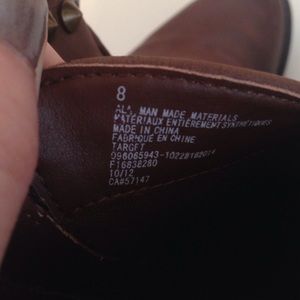 8
ALL MAN MADE MATERIALS
MATERIAUX ENTIEREMENT SYNTHETIQUES
MADE IN CHINA
FABRIQUE EN CHINE
TARGET
F16838280
10/12
CA#57147